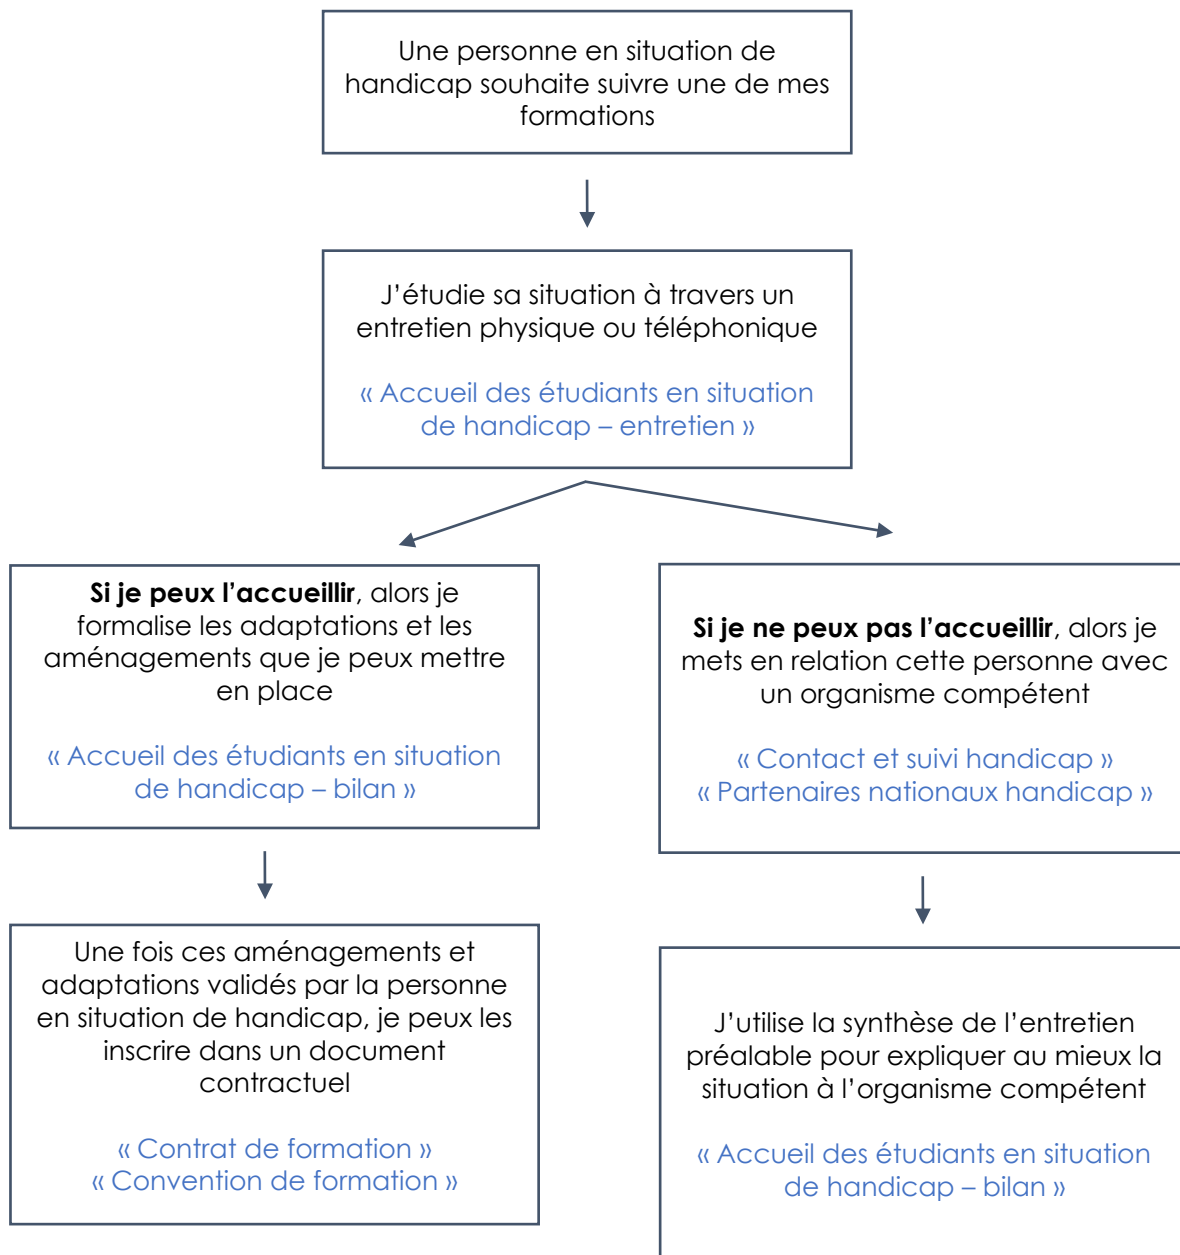 Une personne en situation de
handicap souhaite suivre une de mes
formations
J’étudie sa situation à travers un
entretien physique ou téléphonique
« Accueil des étudiants en situation
de handicap – entretien »
Si je peux l’accueillir, alors je
formalise les adaptations et les
aménagements que je peux mettre
en place
« Accueil des étudiants en situation
de handicap – bilan »
Une fois ces aménagements et
adaptations validés par la personne
en situation de handicap, je peux les
inscrire dans un document
contractuel
« Contrat de formation »
« Convention de formation »
Si je ne peux pas l’accueillir, alors je
mets en relation cette personne avec
un organisme compétent
« Contact et suivi handicap »
« Partenaires nationaux handicap »
J’utilise la synthèse de l’entretien
préalable pour expliquer au mieux la
situation à l’organisme compétent
« Accueil des étudiants en situation
de handicap – bilan »